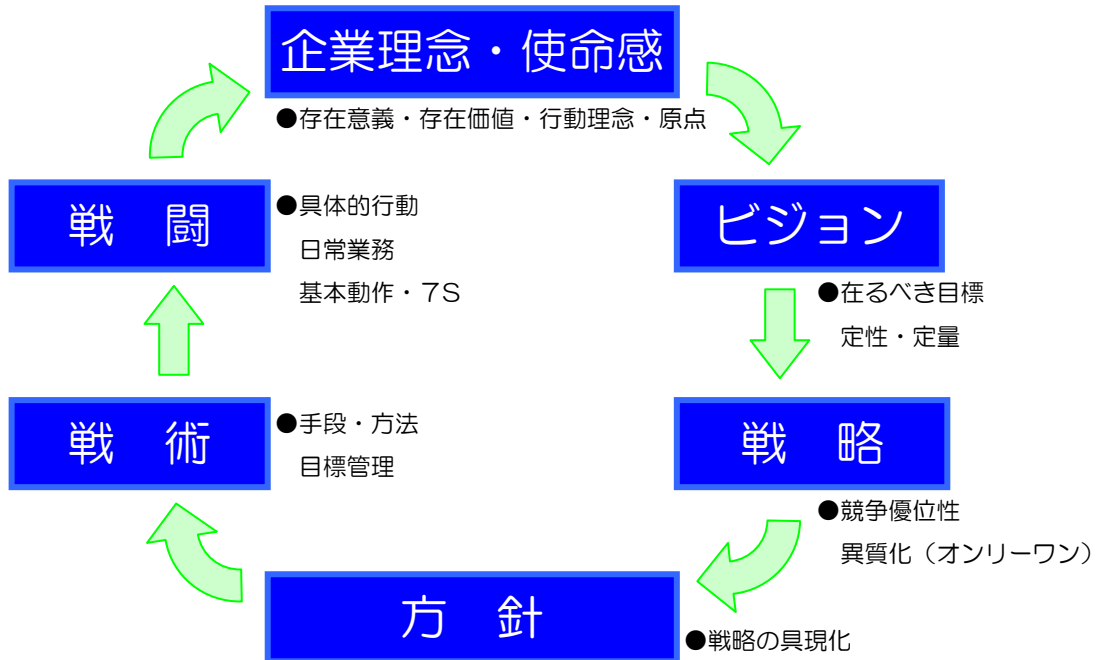 企業理念・使命感
●存在意義・存在価値・行動理念・原点
ビジョン
●在るべき目標
定性・定量
戦　略
●競争優位性
異質化（オンリーワン）
方　針
●戦略の具現化
戦　術
●手段・方法
目標管理
戦　闘
●具体的行動
日常業務
基本動作・７S